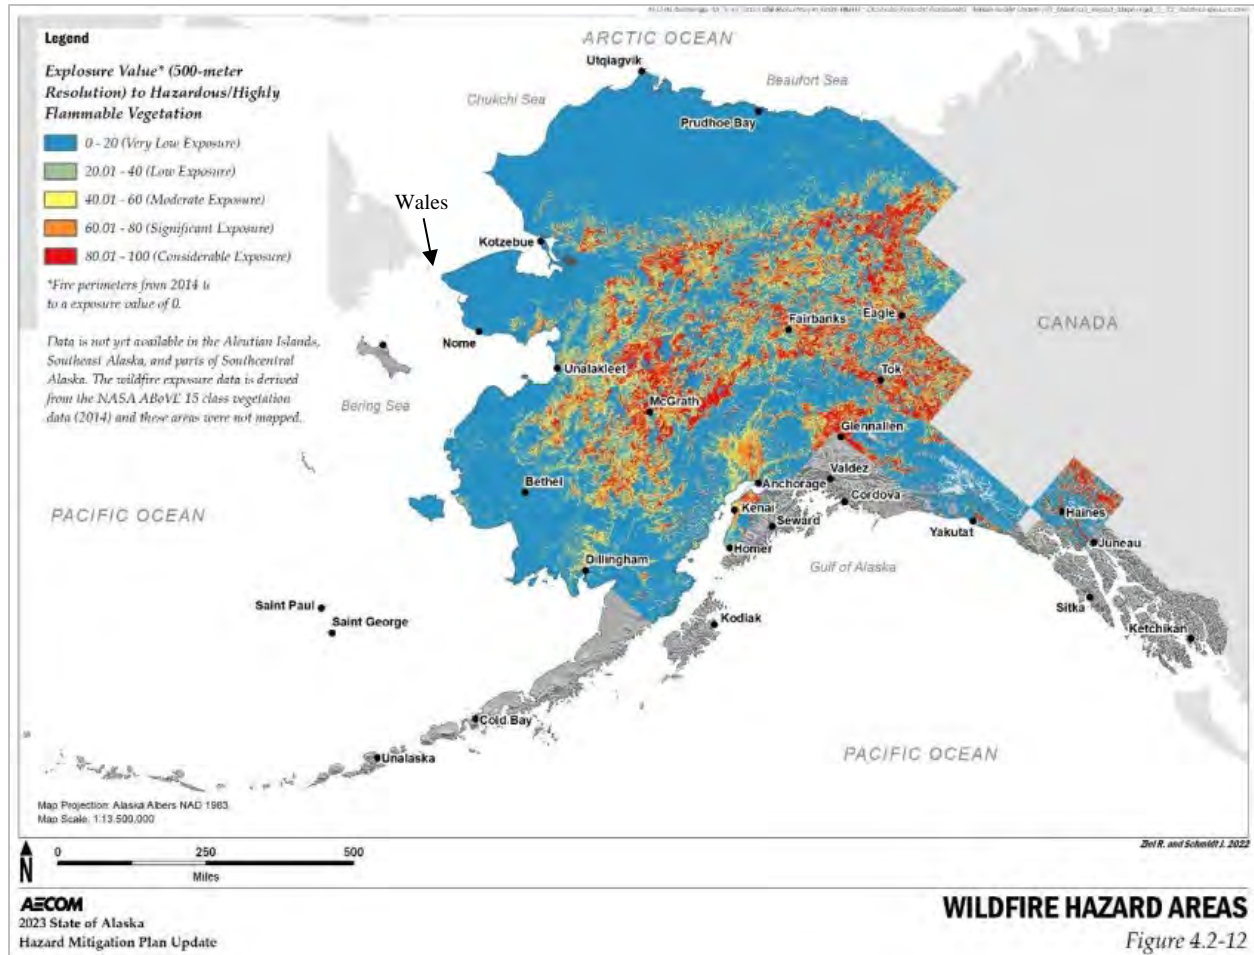 Legend
Explosure Value* (500-meter
Resolution) to Hazardous/Highly
Flammable Vegetation
0 - 20 (Very Low Exposure)
20.01 - 40 (Low Exposure)
40.01 - 60 (Moderate Exposure)
60.01 - 80 (Significant Exposure)
80.01 - 100 (Considerable Exposure)
*Fire perimeters from 2014 u
to a exposure value of 0.
Data is not yet available in the Aleutian Islands,
Southeast Alaska, and parts of Southcentral
Alaska. The wildfire exposure data is derived
from the NASA ABoVE 15 class vegetation
data (2014) and those areas were not mapped.
ARCTIC OCEAN
Utqiagvik
Beaufort Sea
Chukchi Sea
Prudhoe Bay
Wales
Kotzebue
CANADA
Fairbanks
Eagle
Nome
Unalakleet
Tok
Bering Sea
McGrath
Glennallen
Valdez
Bethel
Anchorage
Cordova
PACIFIC OCEAN
Kenai
Haines
Seward
Yakutat
Juneau
Homer
Dillingham
Gulf of Alaska
Saint Paul
Sitka
Saint George
Kodiak
Ketchikan
Cold Bay
PACIFIC OCEAN
Unalaska
Map Projection: Alaska Albers NAD 1983
Map Scale: 1:13,500,000
Ziel R. and Schmidt J. 2022
0 250 500
N
Miles
AECOM
2023 State of Alaska
Hazard Mitigation Plan Update
WILDFIRE HAZARD AREAS
Figure 4.2-12